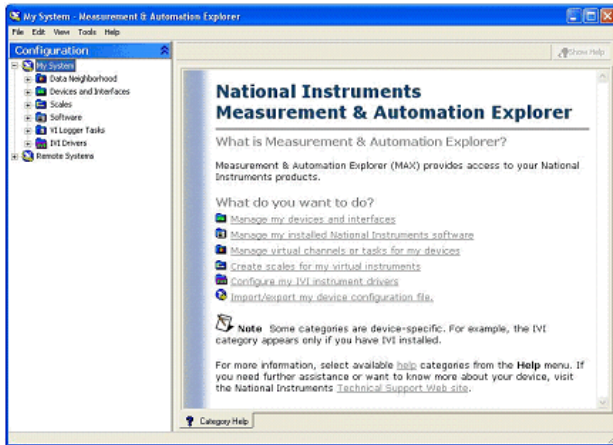 My System - Measurement & Automation Explorer
File Edit View Tools Help
Configuration
Show Help
My System
Data Neighborhood
Devices and Interfaces
Scales
Software
VI Logger Tasks
IVI Drivers
Remote Systems
National Instruments
Measurement & Automation Explorer
What is Measurement & Automation Explorer?
Measurement & Automation Explorer (MAX) provides access to your National
Instruments products.
What do you want to do?
Manage my devices and interfaces
Manage my installed National Instruments software
Manage virtual channels or tasks for my devices
Create scales for my virtual instruments
Configure my IVI instrument drivers
Import/export my device configuration file.
Note Some categories are device-specific. For example, the IVI
category appears only if you have IVI installed.
For more information, select available help categories from the Help menu. If
you need further assistance or want to know more about your device, visit
the National Instruments Technical Support Web site.
Category Help